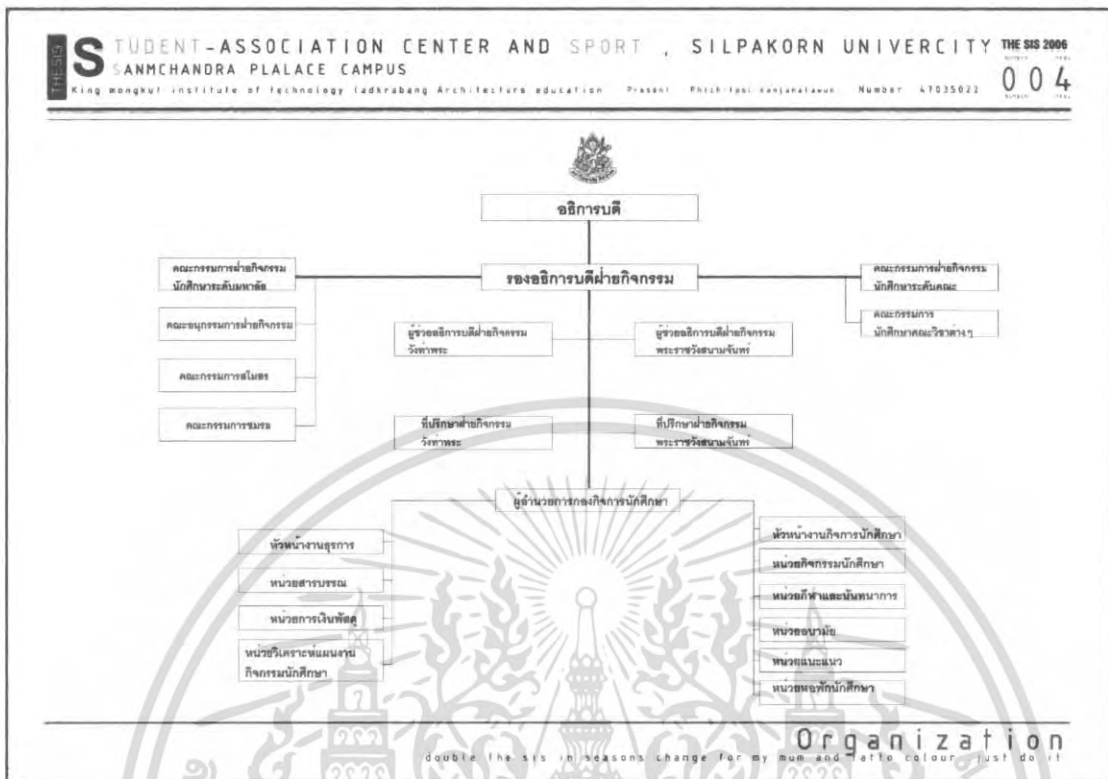 THESIS
STUDENT-ASSOCIATION CENTER AND SPORT , SILPAKORN UNIVERCITY
SANMCHANDRA PLALACE CAMPUS
King mongkut institute of technology ladkrabang Architecture education Present Number 47035022
THE SIS 2006
004
อธิการบดี
รองอธิการบดีฝ่ายกิจกรรม
คณะกรรมการฝ่ายกิจกรรม
นักศึกษาระดับมหาลัย
คณะอนุกรรมการฝ่ายกิจกรรม
คณะกรรมการสโมสร
คณะกรรมการชมรม
คณะกรรมการฝ่ายกิจกรรม
นักศึกษาระดับคณะ
คณะกรรมการ
นักศึกษาคณะวิชาต่างๆ
ผู้ช่วยอธิการบดีฝ่ายกิจกรรม
วังท่าพระ
ผู้ช่วยอธิการบดีฝ่ายกิจกรรม
พระราชวังสนามจันทร์
ที่ปรึกษาฝ่ายกิจกรรม
วังท่าพระ
ที่ปรึกษาฝ่ายกิจกรรม
พระราชวังสนามจันทร์
ผู้อำนวยการกองกิจการนักศึกษา
หัวหน้างานธุรการ
หน่วยสารบรรณ
หน่วยการเงินพัสดุ
หน่วยวิเคราะห์แผนงาน
กิจกรรมนักศึกษา
หัวหน้างานกิจการนักศึกษา
หน่วยกิจกรรมนักศึกษา
หน่วยกีฬาและนันทนาการ
หน่วยอนามัย
หน่วยแนะแนว
หน่วยหอพักนักศึกษา
Organization
double the sis in seasons change for my mum and fatto colour just do it